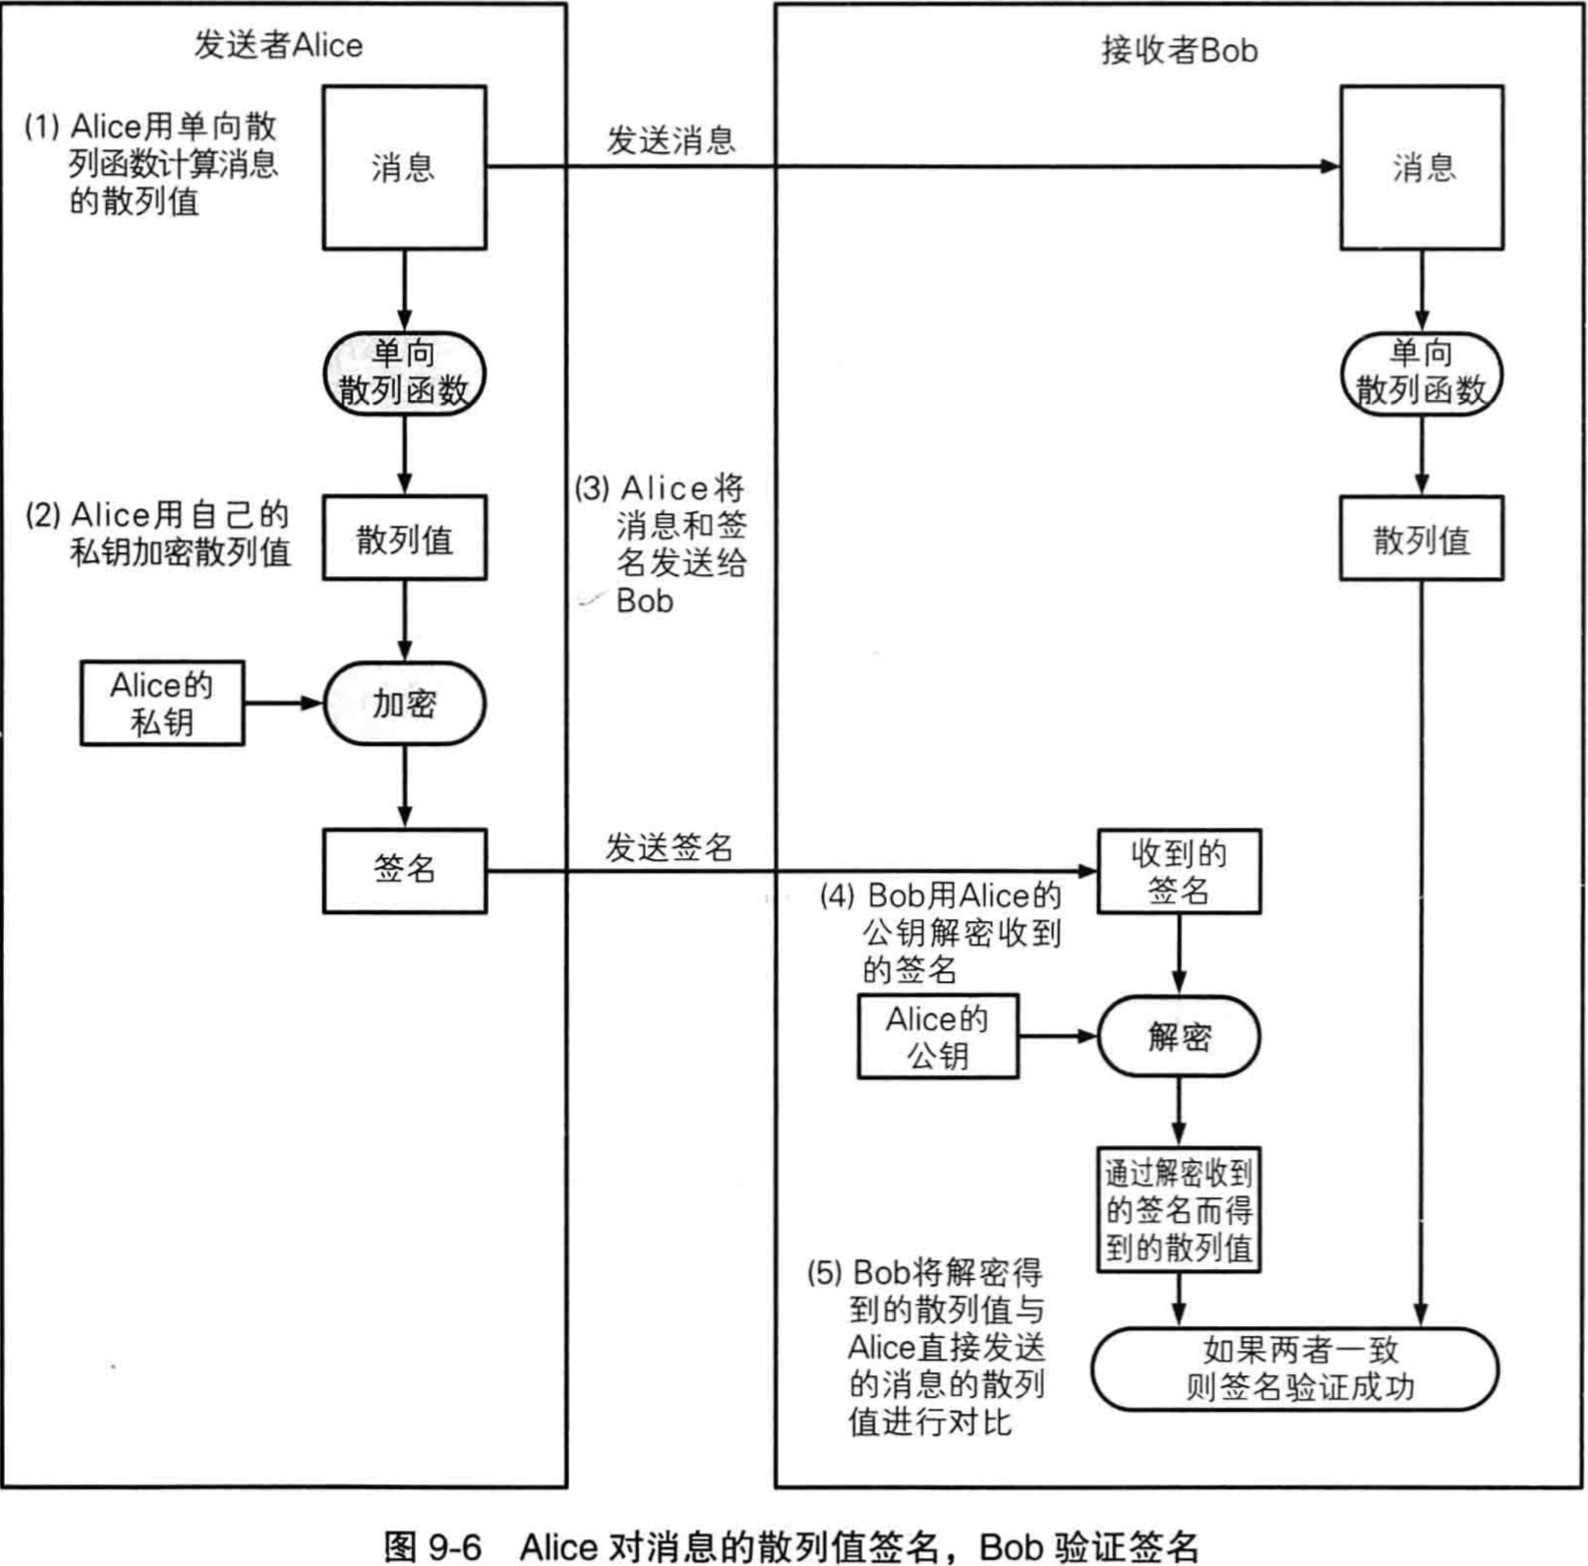 发送者Alice
接收者Bob
(1) Alice用单向散
列函数计算消息
的散列值
消息
发送消息
消息
单向
散列函数
单向
散列函数
(2) Alice用自己的
私钥加密散列值
散列值
(3) Alice将
消息和签
名发送给
Bob
散列值
Alice的
私钥
加密
签名
发送签名
收到的
签名
(4) Bob用Alice的
公钥解密收到
的签名
Alice的
公钥
解密
通过解密收到
的签名而得
到的散列值
(5) Bob将解密得
到的散列值与
Alice直接发送
的消息的散列
值进行对比
如果两者一致
则签名验证成功
图 9-6 Alice 对消息的散列值签名，Bob 验证签名